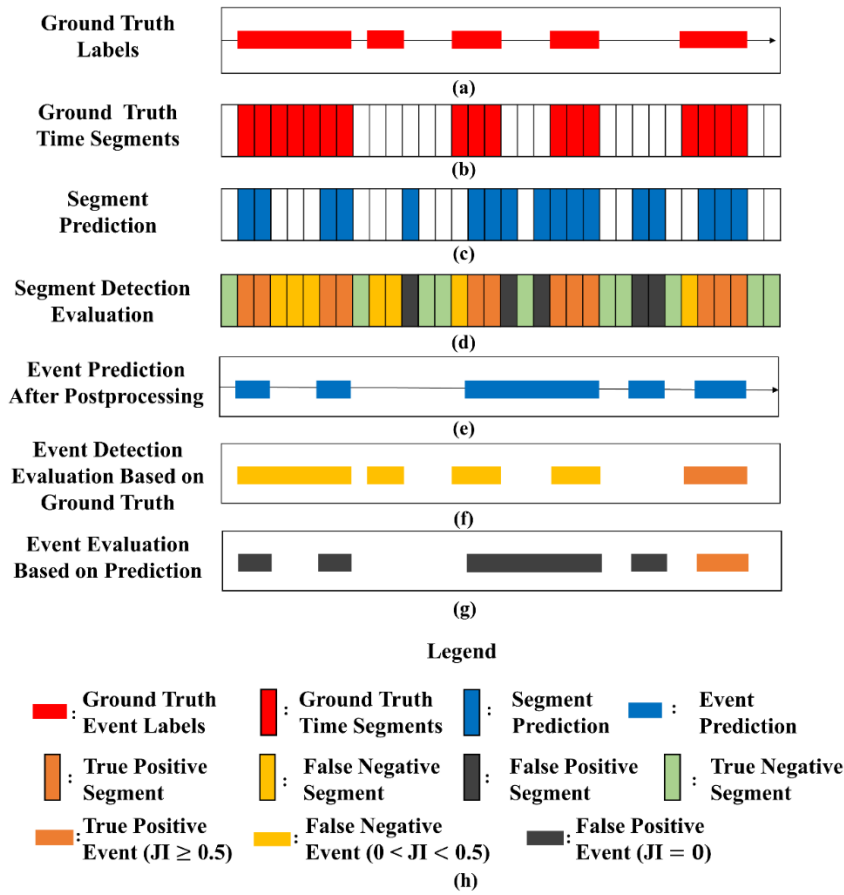 Ground Truth
Labels
(a)
Ground Truth
Time Segments
(b)
Segment
Prediction
(c)
Segment Detection
Evaluation
(d)
Event Prediction
After Postprocessing
(e)
Event Detection
Evaluation Based on
Ground Truth
(f)
Event Evaluation
Based on Prediction
(g)
Legend
: Ground Truth
Event Labels
: Ground Truth
Time Segments
: Segment
Prediction
: Event
Prediction
: True Positive
Segment
: False Negative
Segment
: False Positive
Segment
: True Negative
Segment
: True Positive
Event (JI ≥ 0.5)
: False Negative
Event (0 < JI < 0.5)
: False Positive
Event (JI = 0)
(h)